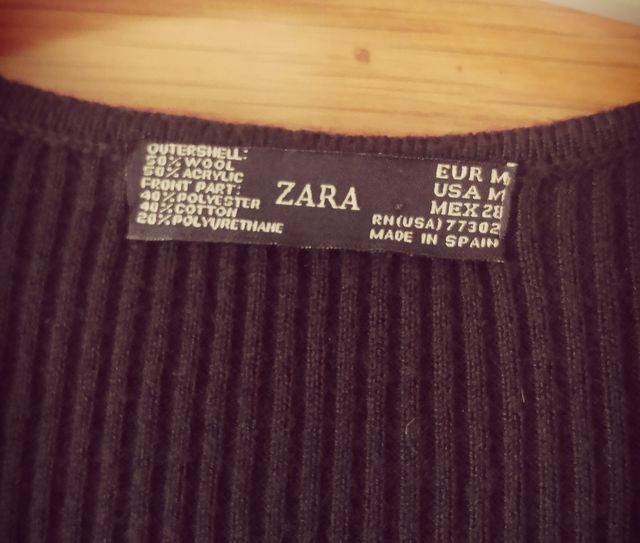 OUTERSHELL:
50% WOOL
50% ACRYLIC
FRONT PART:
40% POLYESTER
40% COTTON
20% POLYURETHANE
ZARA
EUR M
USA M
MEX 28
RN(USA)77302
MADE IN SPAIN